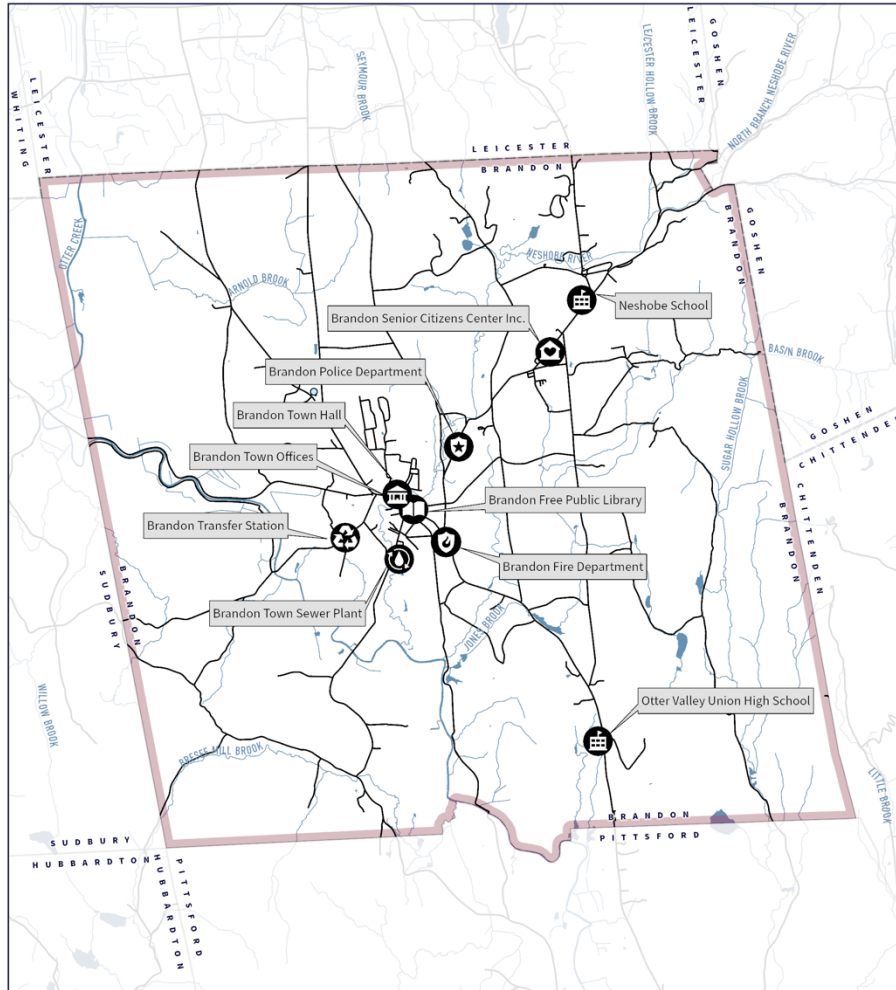 GOSHEN
LEICESTER
LEICESTER
WHITING
SEYMOUR BROOK
LEICESTER HOLLOW BROOK
NORTH BRANCH NESHOBE RIVER
LEICESTER
BRANDON
GOSHEN
BRANDON
OTTER CREEK
NESHOBE RIVER
ARNOLD BROOK
Neshobe School
Brandon Senior Citizens Center Inc.
BASIN BROOK
Brandon Police Department
SUGAR HOLLOW BROOK
Brandon Town Hall
GOSHEN
CHITTENDEN
Brandon Town Offices
Brandon Free Public Library
CHITTENDEN
BRANDON
Brandon Transfer Station
Brandon Fire Department
BRANDON
SUDBURY
Brandon Town Sewer Plant
JONES BROOK
Otter Valley Union High School
WILLOW BROOK
BRESEE MILL BROOK
LITTLE BROOK
BRANDON
PITTSFORD
SUDBURY
HUBBARDTON
PITTSFORD
HUBBARDTON